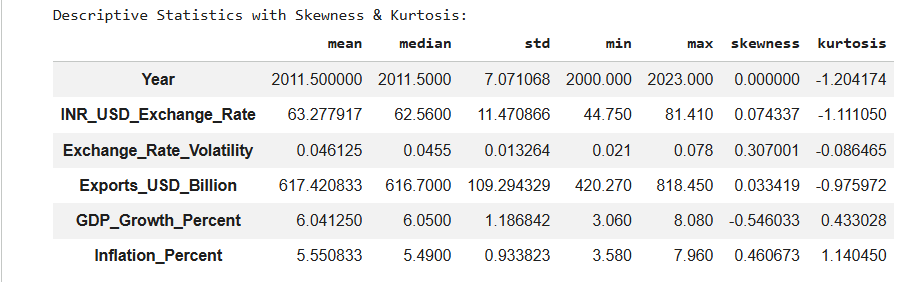 Descriptive Statistics with Skewness & Kurtosis:
mean median std min max skewness kurtosis
Year 2011.500000 2011.5000 7.071068 2000.000 2023.000 0.000000 -1.204174
INR_USD_Exchange_Rate 63.277917 62.5600 11.470866 44.750 81.410 0.074337 -1.111050
Exchange_Rate_Volatility 0.046125 0.0455 0.013264 0.021 0.078 0.307001 -0.086465
Exports_USD_Billion 617.420833 616.7000 109.294329 420.270 818.450 0.033419 -0.975972
GDP_Growth_Percent 6.041250 6.0500 1.186842 3.060 8.080 -0.546033 0.433028
Inflation_Percent 5.550833 5.4900 0.933823 3.580 7.960 0.460673 1.140450